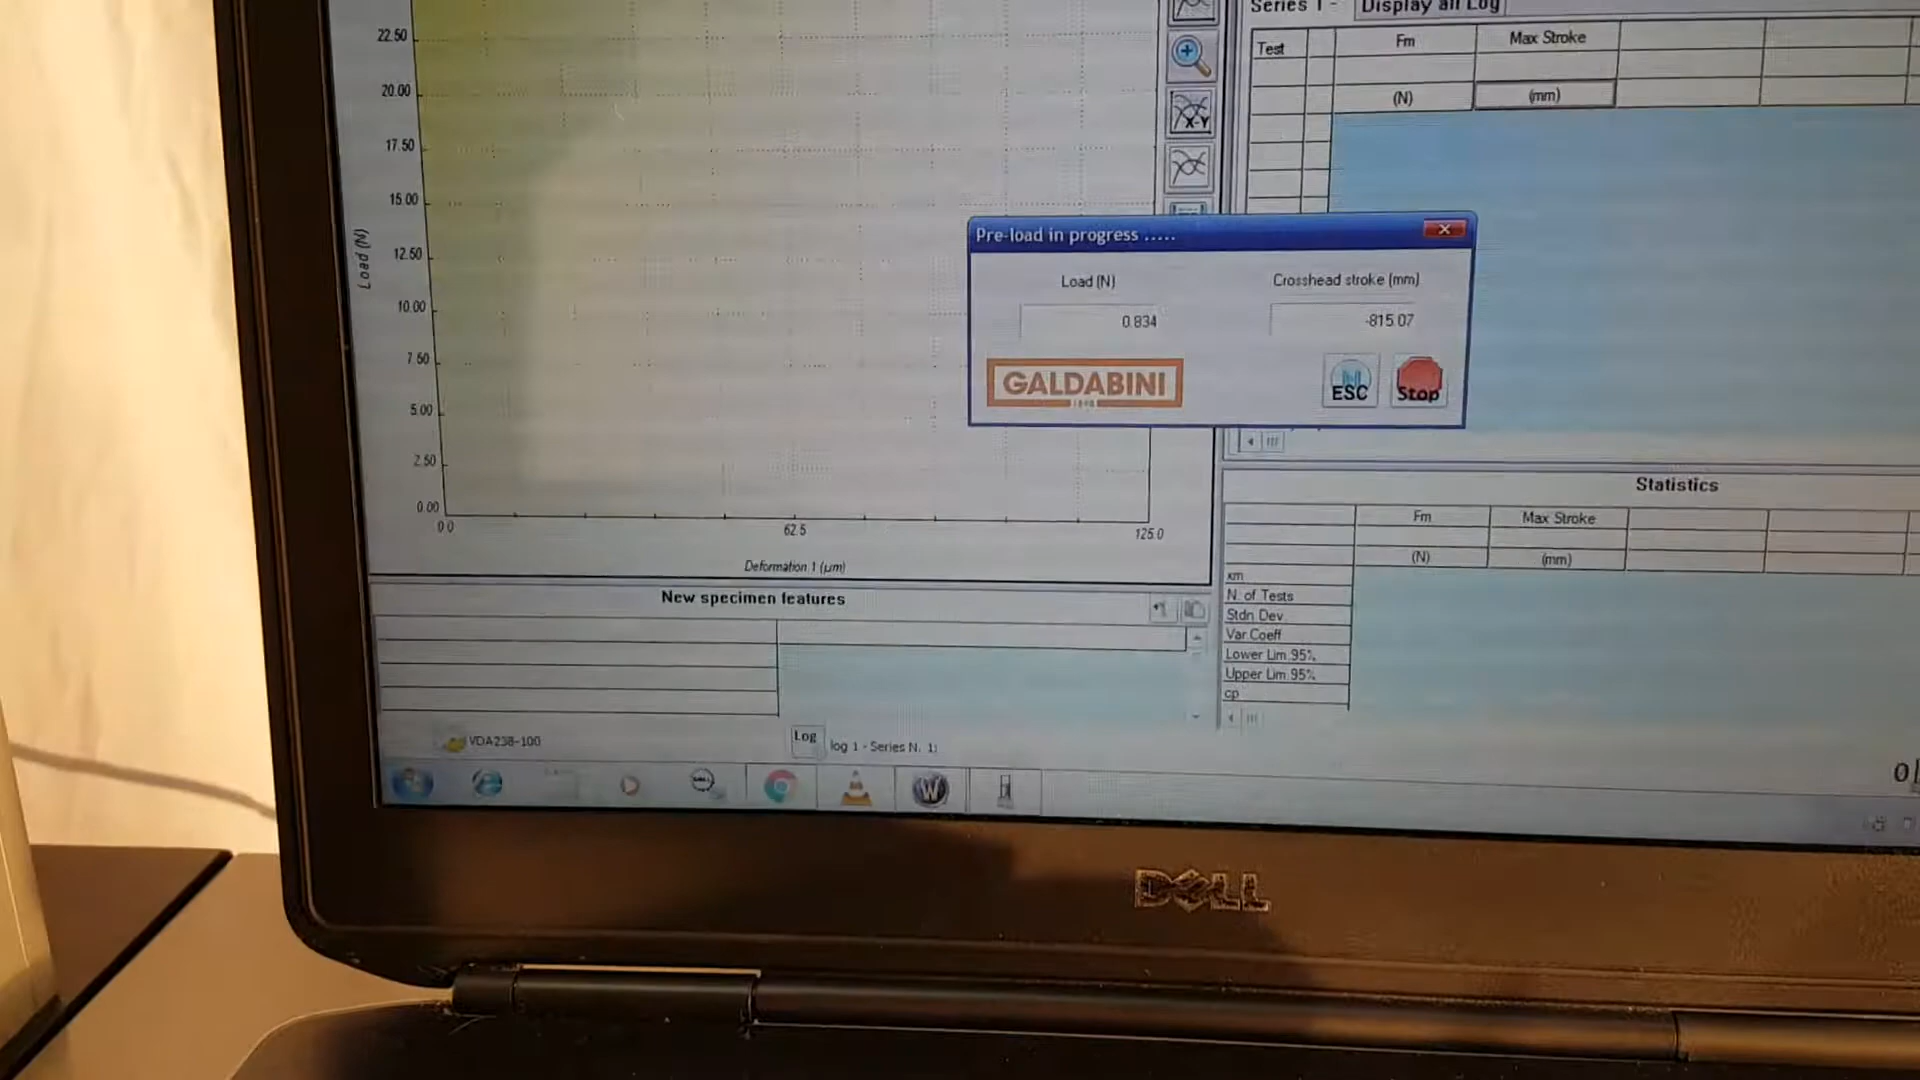 Series 1 - Display all Log
Test Fm Max Stroke
(N) (mm)
22.50
20.00
17.50
15.00
12.50
10.00
7.50
5.00
2.50
0.00
Load (N)
0.0 62.5 125.0
Deformation 1 (µm)
X-Y
Pre-load in progress .....
Load (N) Crosshead stroke (mm)
0.834 -815.07
GALDABINI
ESC Stop
New specimen features
Statistics
Fm Max Stroke
(N) (mm)
xm
N. of Tests
Stdn Dev
Var.Coeff
Lower Lim.95%
Upper Lim.95%
cp
VDA238-100
Log
log 1 - Series N. 1:
W
0
DELL